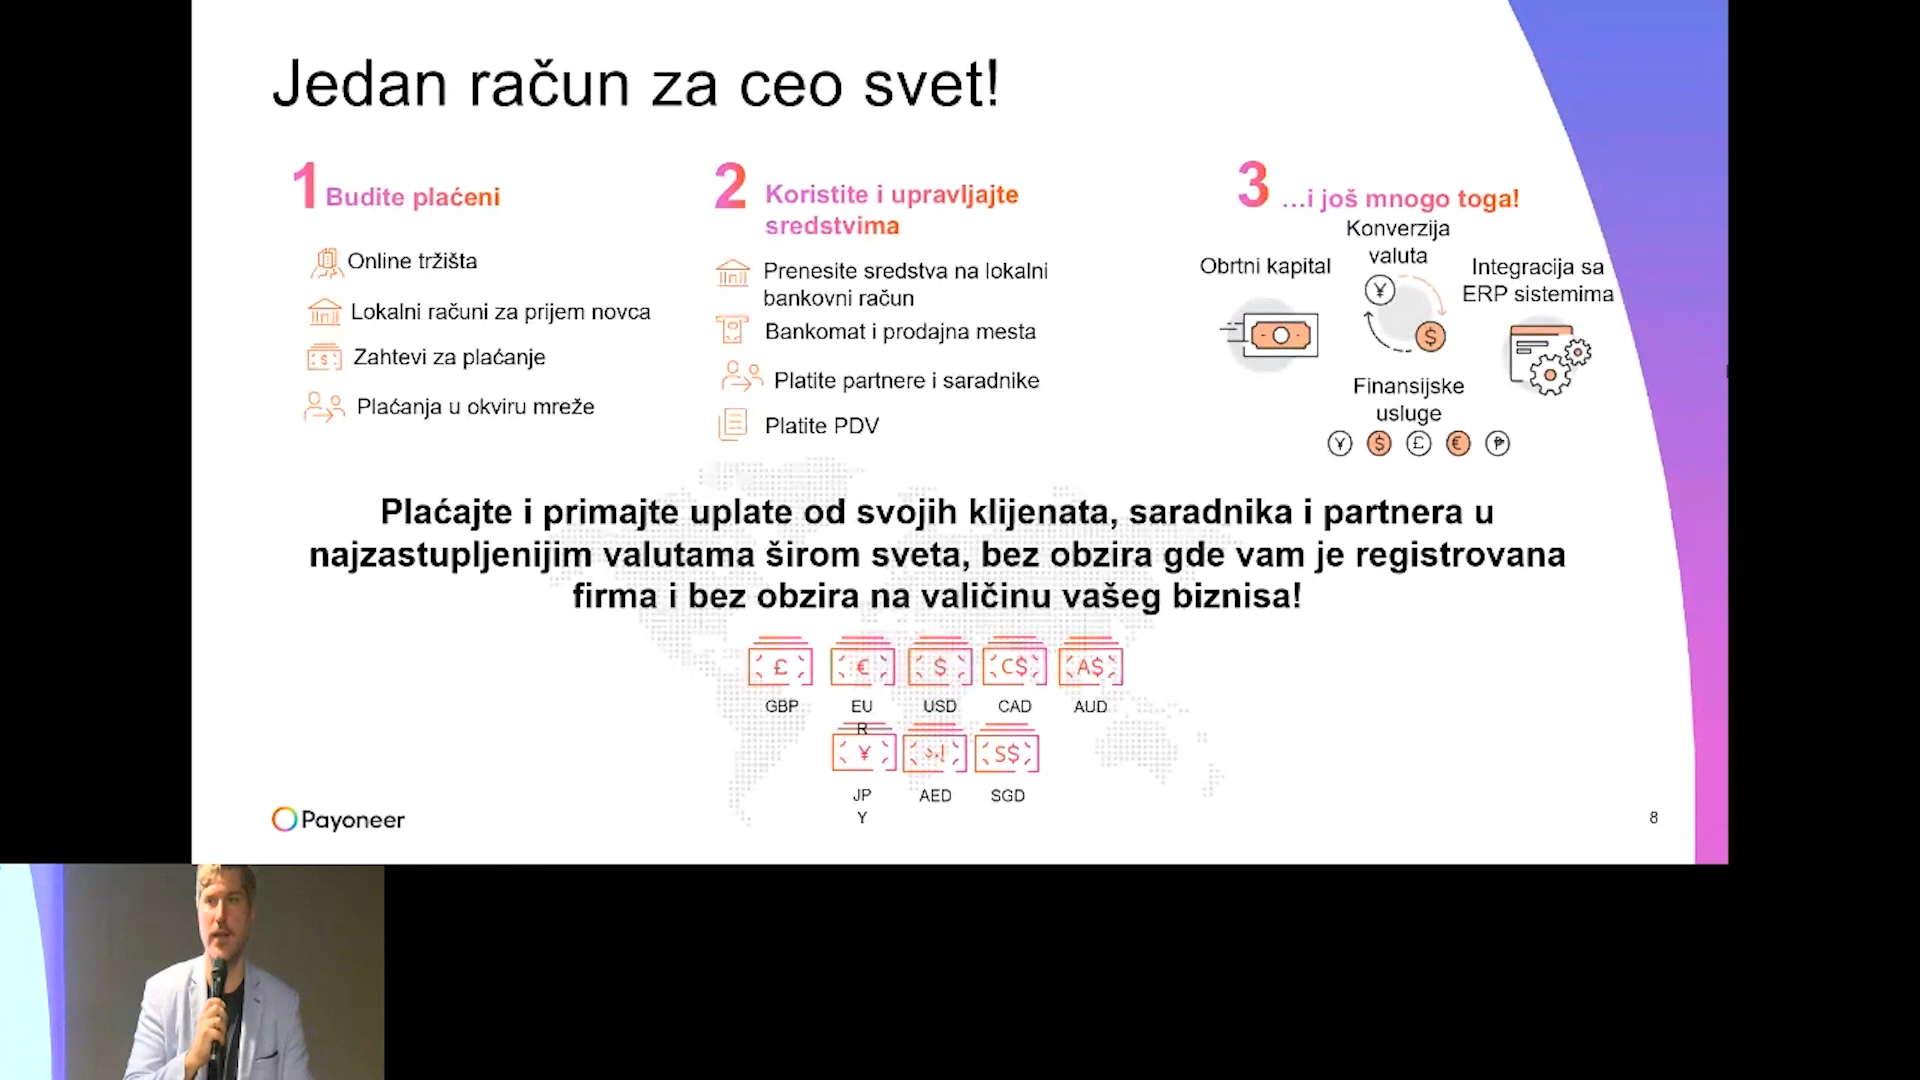 Jedan račun za ceo svet!
1 Budite plaćeni
Online tržišta
Lokalni računi za prijem novca
Zahtevi za plaćanje
Plaćanja u okviru mreže
2 Koristite i upravljajte
sredstvima
Prenesite sredstva na lokalni
bankovni račun
Bankomat i prodajna mesta
Platite partnere i saradnike
Platite PDV
3 ...i još mnogo toga!
Obrtni kapital
Konverzija
valuta
¥
$
Integracija sa
ERP sistemima
Finansijske
usluge
¥ $ £ € ₱
Plaćajte i primajte uplate od svojih klijenata, saradnika i partnera u
najzastupljenijim valutama širom sveta, bez obzira gde vam je registrovana
firma i bez obzira na valičinu vašeg biznisa!
£ € $ C$ A$
GBP EU
R USD CAD AUD
¥ د.إ S$
JP
Y AED SGD
Payoneer
8